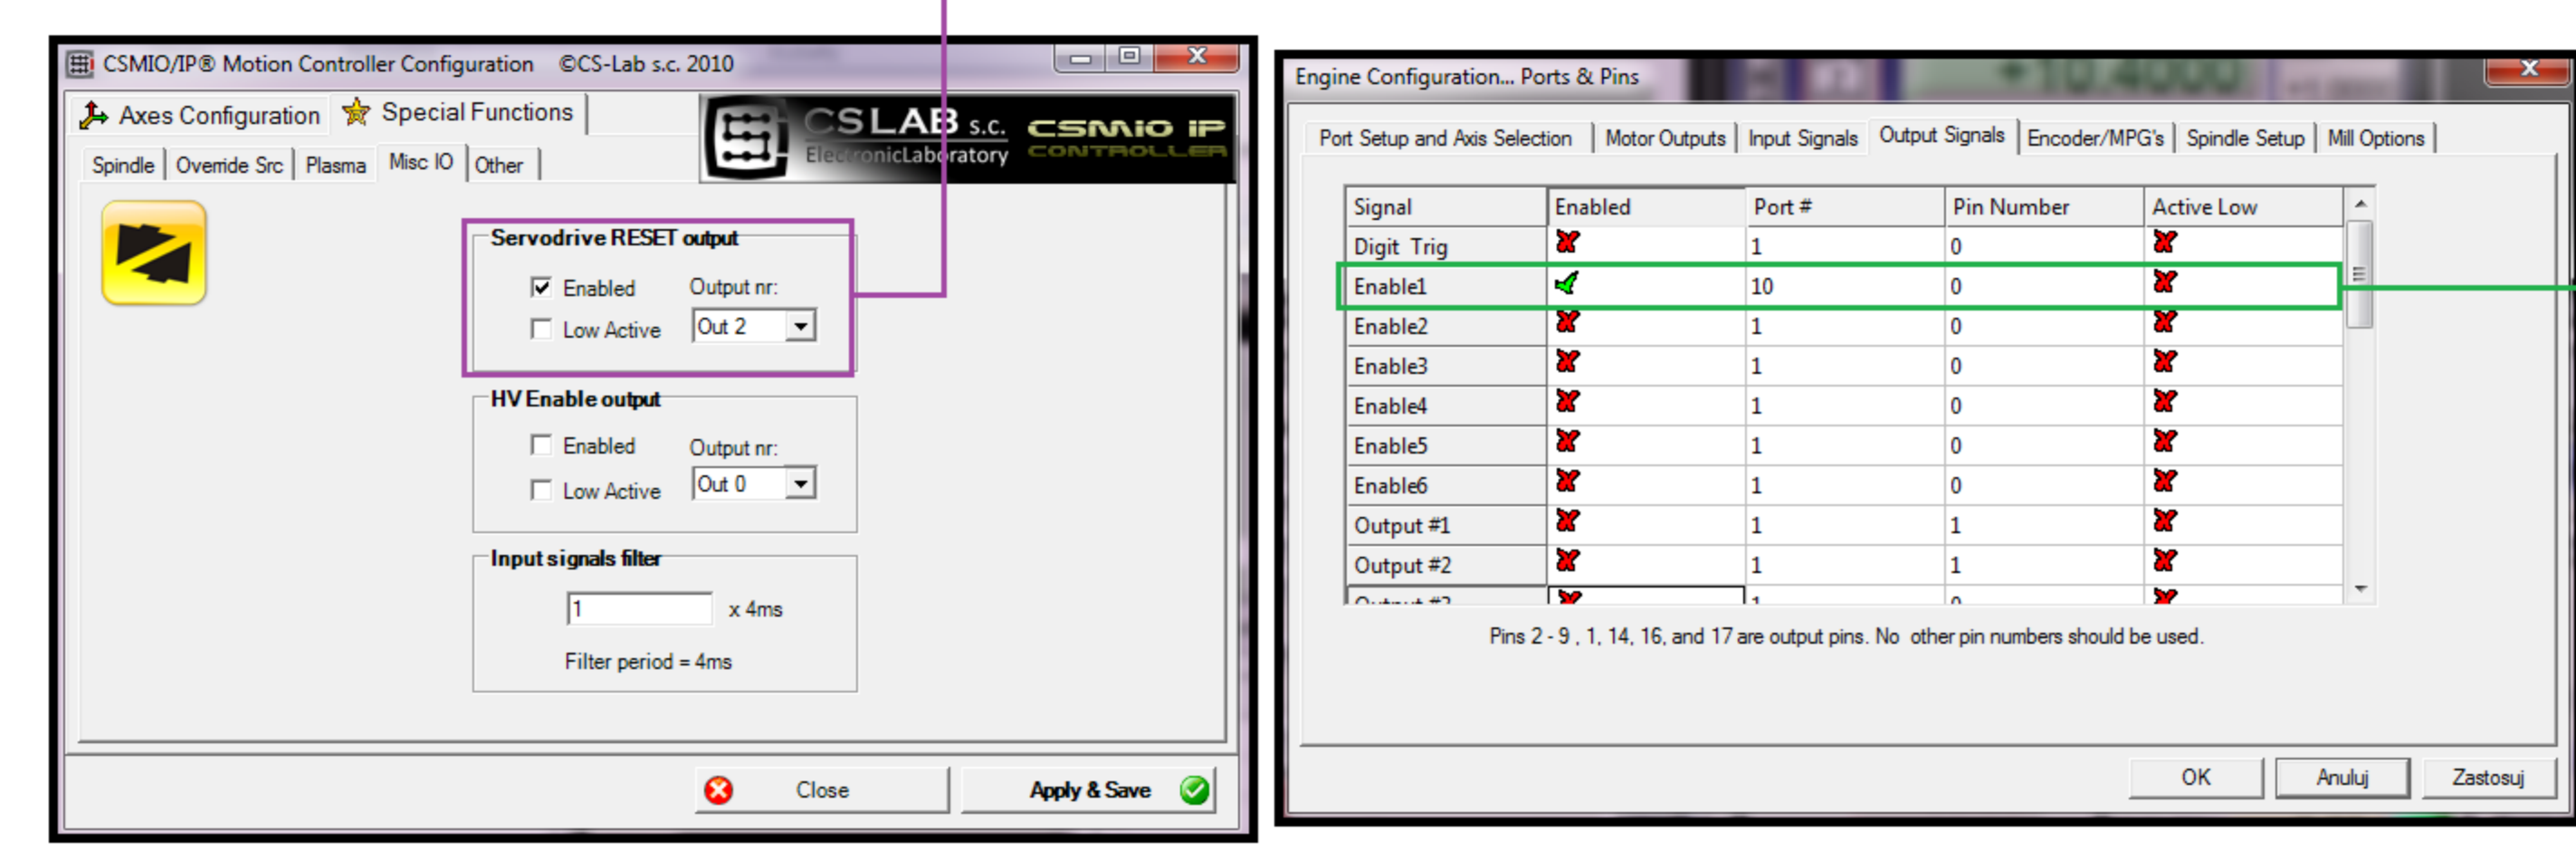 CSMIO/IP® Motion Controller Configuration ©CS-Lab s.c. 2010
Axes Configuration Special Functions
CSLAB s.c.
ElectronicLaboratory
CSMIO IP
CONTROLLER
Spindle Override Src Plasma Misc IO Other
Servodrive RESET output
Enabled Output nr:
Low Active Out 2
HV Enable output
Enabled Output nr:
Low Active Out 0
Input signals filter
1 x 4ms
Filter period = 4ms
Close Apply & Save
Engine Configuration... Ports & Pins
+10.4000
Port Setup and Axis Selection Motor Outputs Input Signals Output Signals Encoder/MPG's Spindle Setup Mill Options
Signal Enabled Port # Pin Number Active Low
Digit Trig 1 0
Enable1 10 0
Enable2 1 0
Enable3 1 0
Enable4 1 0
Enable5 1 0
Enable6 1 0
Output #1 1 1
Output #2 1 1
Output #3 1 0
Pins 2 - 9 , 1, 14, 16, and 17 are output pins. No other pin numbers should be used.
OK Anuluj Zastosuj